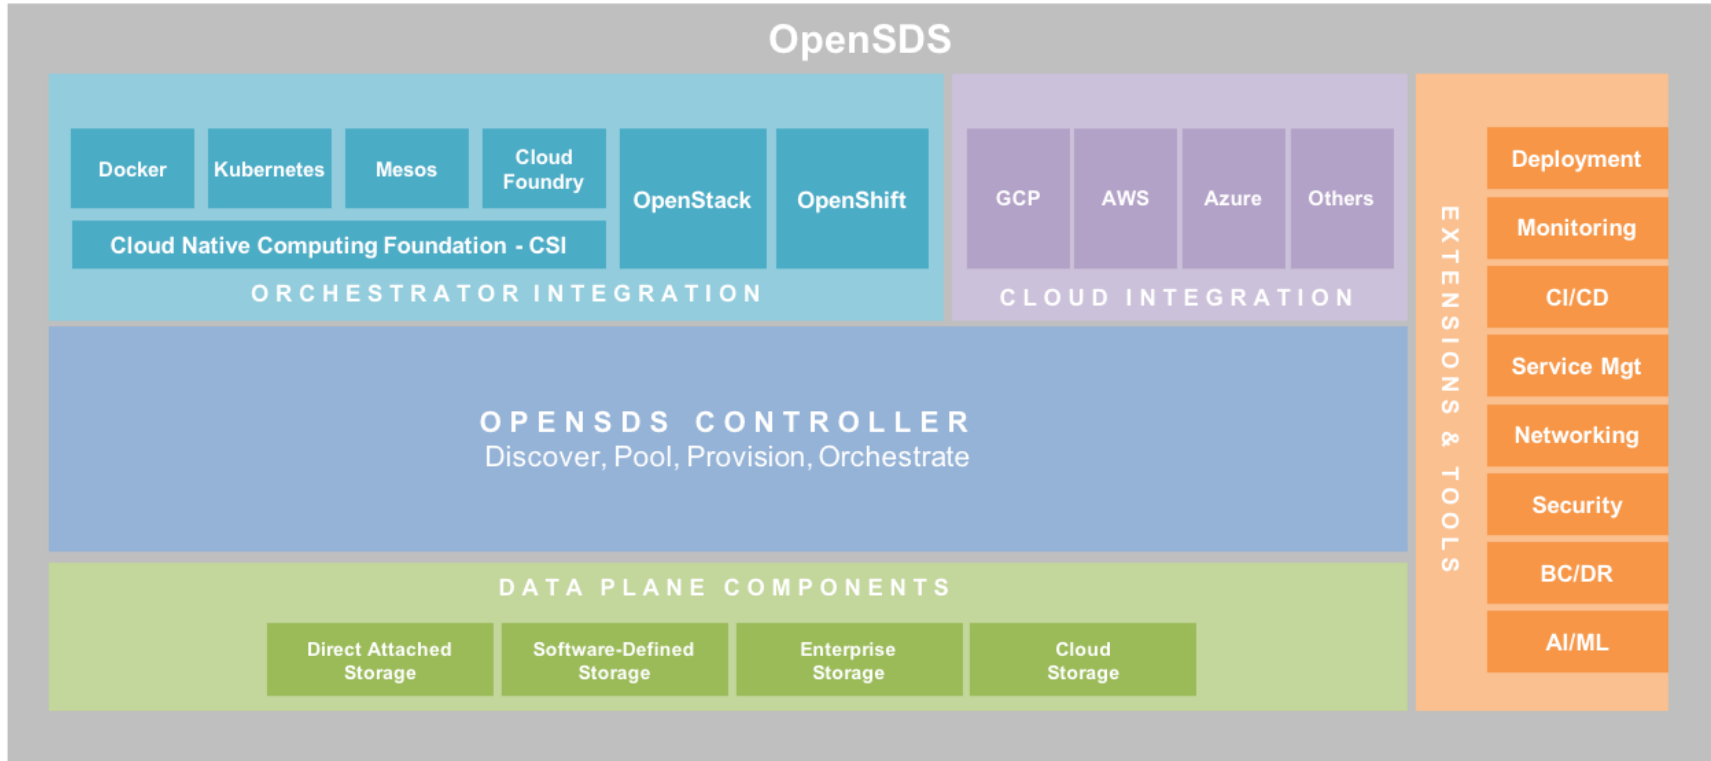 OpenSDS
Docker
Kubernetes
Mesos
Cloud
Foundry
OpenStack
OpenShift
Cloud Native Computing Foundation - CSI
ORCHESTRATOR INTEGRATION
GCP
AWS
Azure
Others
CLOUD INTEGRATION
OPENSDS CONTROLLER
Discover, Pool, Provision, Orchestrate
DATA PLANE COMPONENTS
Direct Attached
Storage
Software-Defined
Storage
Enterprise
Storage
Cloud
Storage
EXTENSIONS & TOOLS
Deployment
Monitoring
CI/CD
Service Mgt
Networking
Security
BC/DR
AI/ML